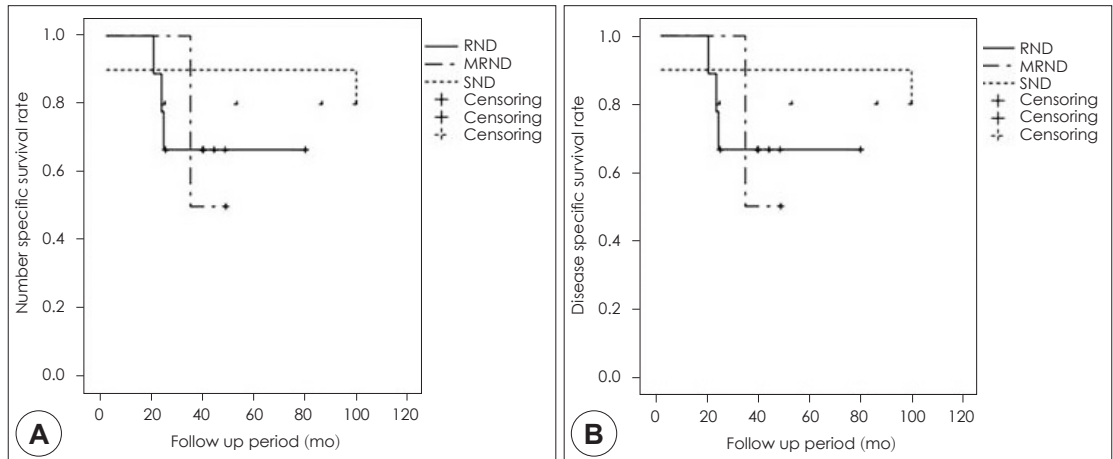 Number specific survival rate
1.0
0.8
0.6
0.4
0.2
0.0
0 20 40 60 80 100 120
Follow up period (mo)
RND
MRND
SND
Censoring
Censoring
Censoring
A
Disease specific survival rate
1.0
0.8
0.6
0.4
0.2
0.0
0 20 40 60 80 100 120
Follow up period (mo)
RND
MRND
SND
Censoring
Censoring
Censoring
B